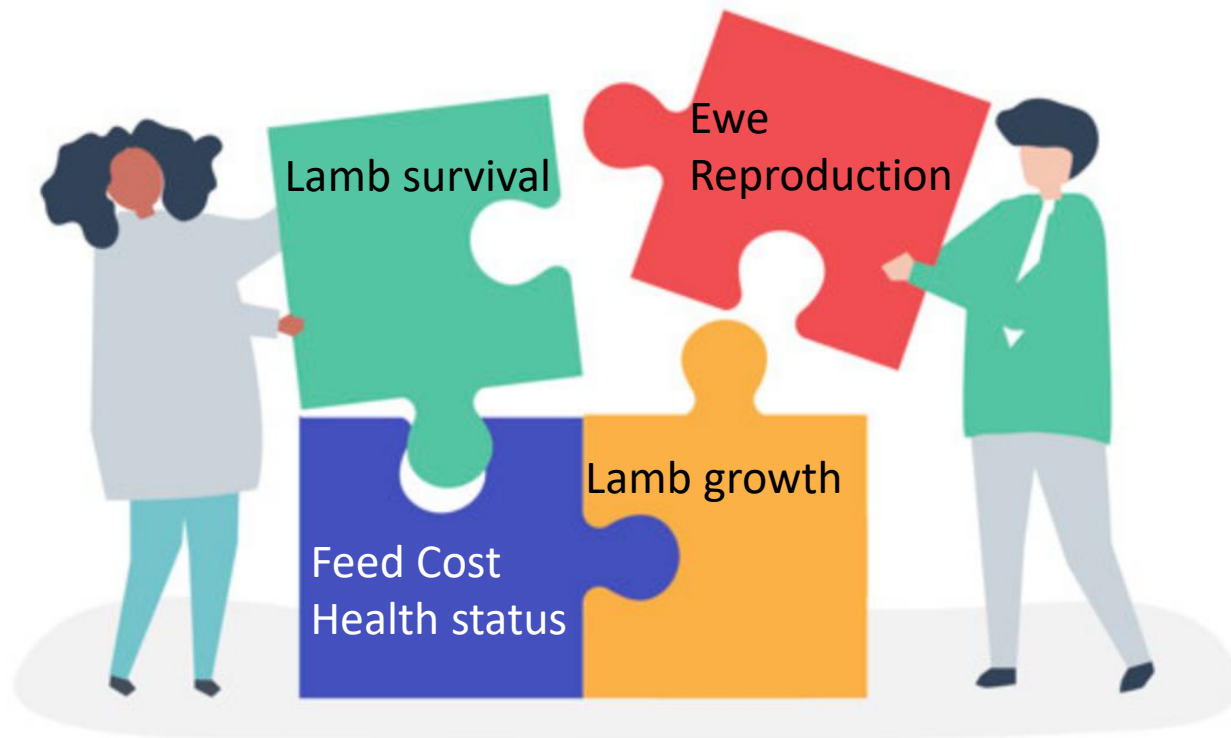 Lamb survival
Ewe
Reproduction
Lamb growth
Feed Cost
Health status